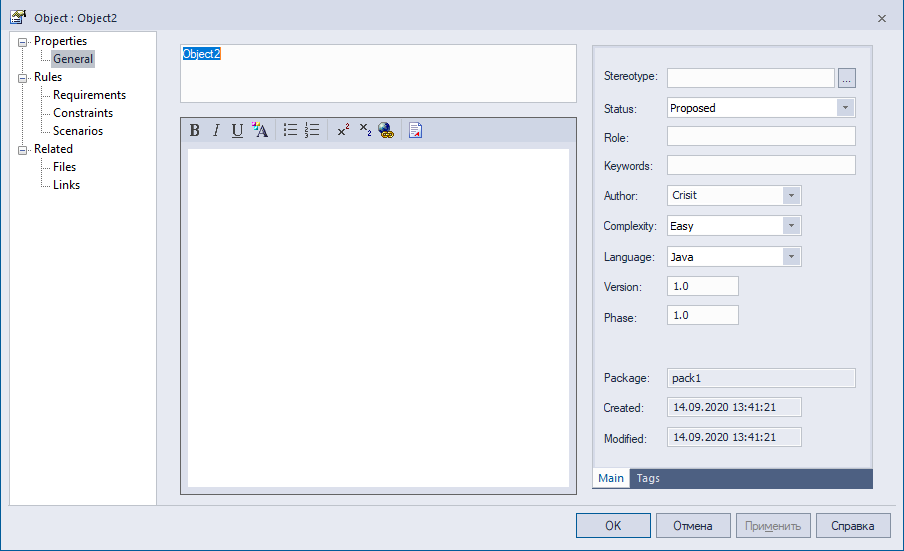 Object : Object2
Properties
General
Rules
Requirements
Constraints
Scenarios
Related
Files
Links
Object2
B I U A x² x₂
Stereotype: ...
Status: Proposed
Role:
Keywords:
Author: Crisit
Complexity: Easy
Language: Java
Version: 1.0
Phase: 1.0
Package: pack1
Created: 14.09.2020 13:41:21
Modified: 14.09.2020 13:41:21
Main Tags
OK Отмена Применить Справка